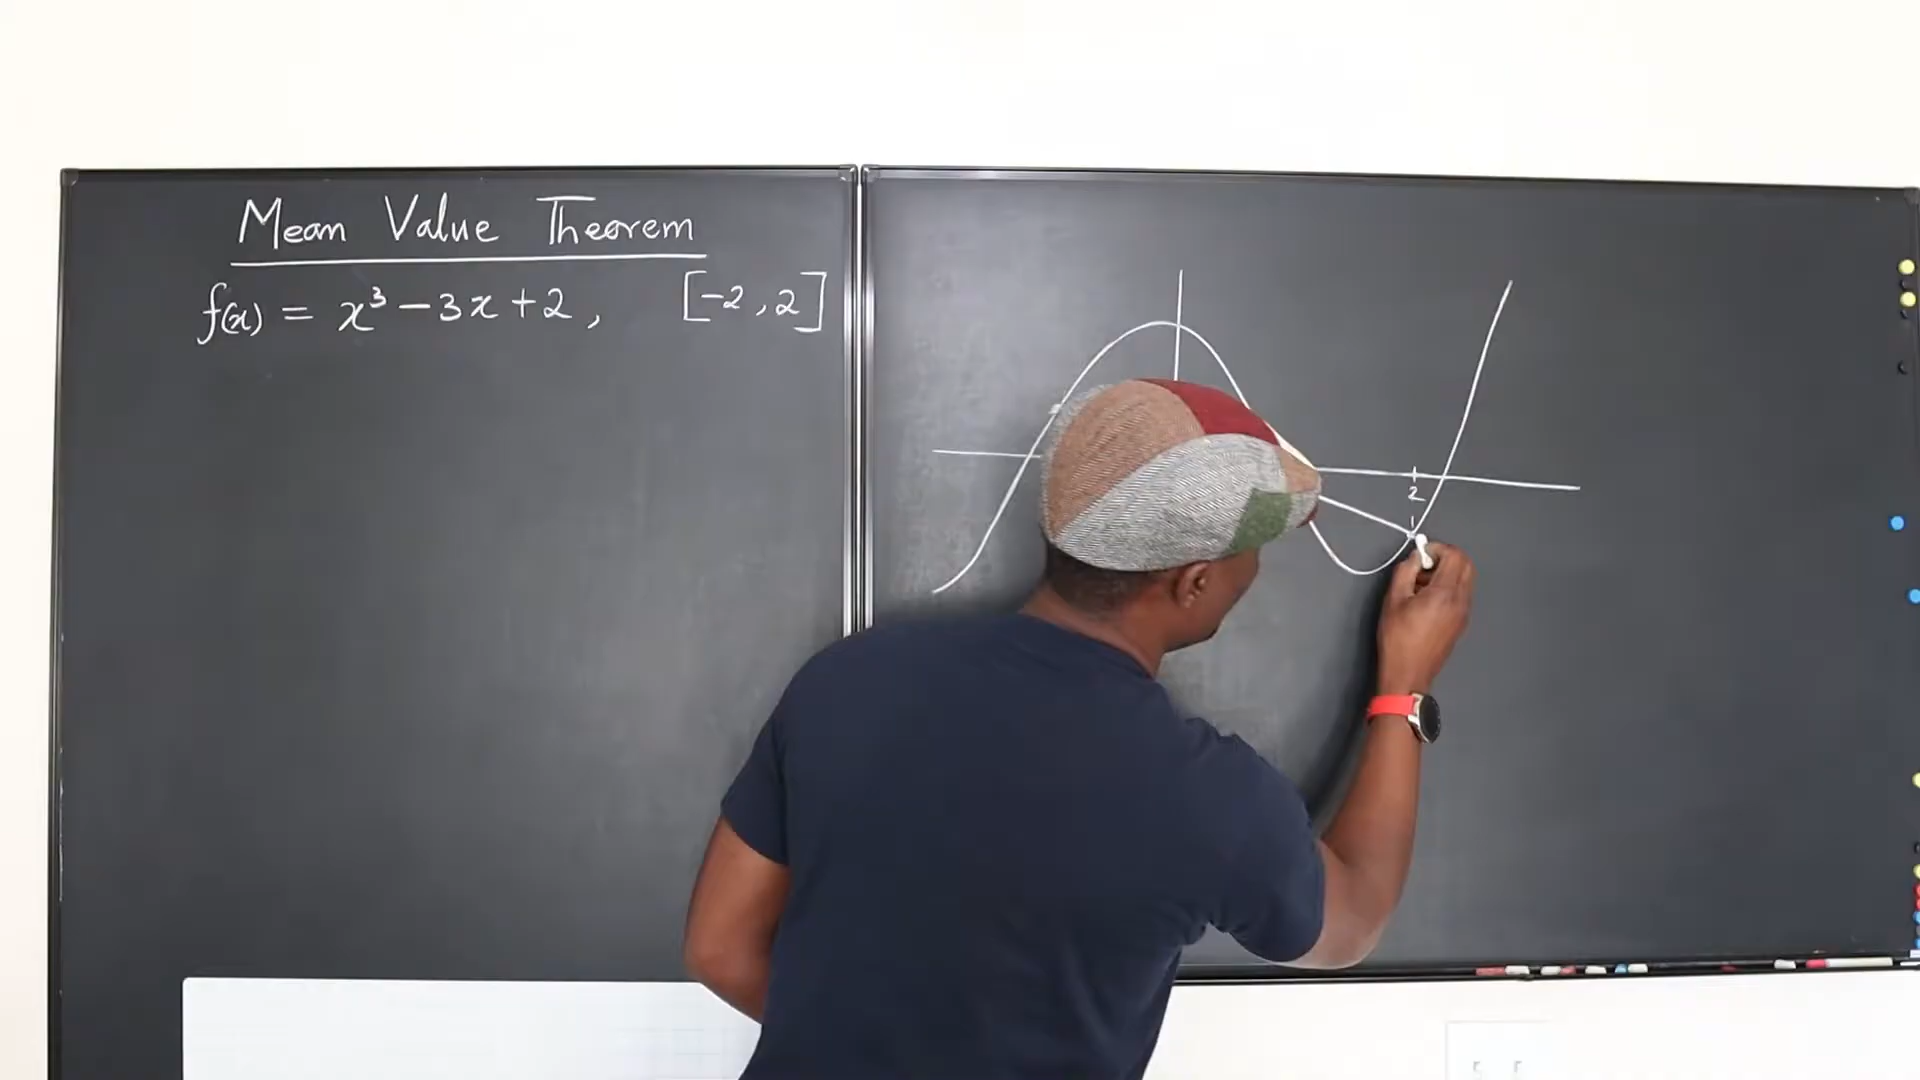 Mean Value Theorem
f(x) = x³ – 3x + 2, [-2, 2]
2